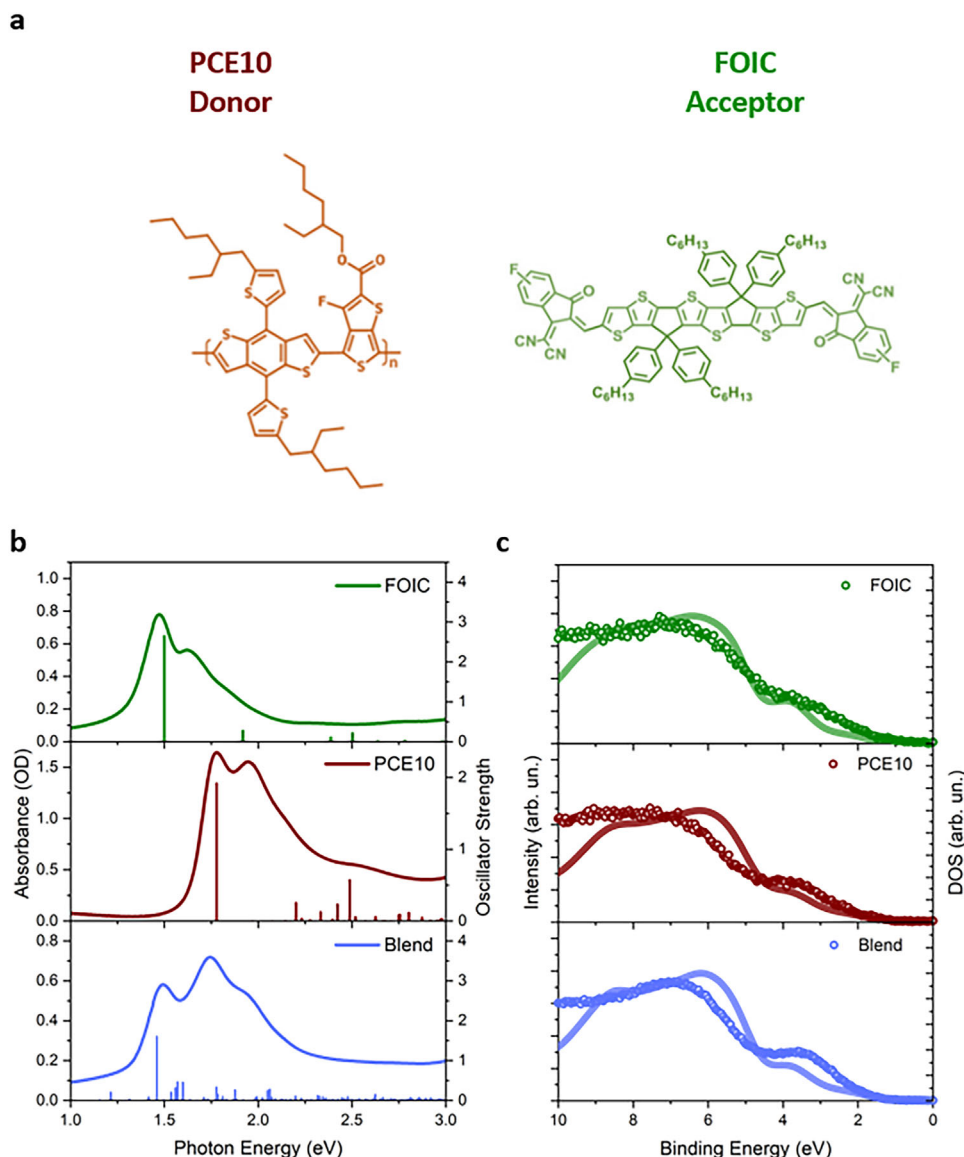 a
PCE10
Donor
FOIC
Acceptor
O
O
F
S
S
S
S
S
S
n
C6H13
C6H13
F
O
CN
CN
S
S
S
S
S
S
CN
CN
O
F
C6H13
C6H13
b
FOIC
PCE10
Blend
1.0
0.8
0.6
0.4
0.2
0.0
4
3
2
1
0
1.5
1.0
0.5
0.0
2
1
0
0.8
0.6
0.4
0.2
0.0
4
3
2
1
0
Absorbance (OD)
Oscillator Strength
1.0 1.5 2.0 2.5 3.0
Photon Energy (eV)
c
FOIC
PCE10
Blend
Intensity (arb. un.)
DOS (arb. un.)
10 8 6 4 2 0
Binding Energy (eV)